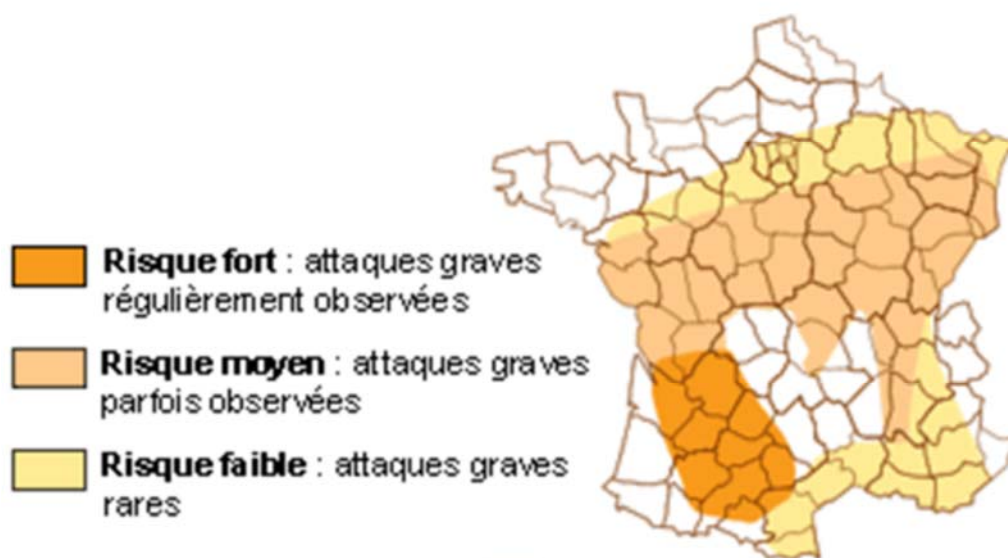 Risque fort : attaques graves
régulièrement observées
Risque moyen : attaques graves
parfois observées
Risque faible : attaques graves
rares